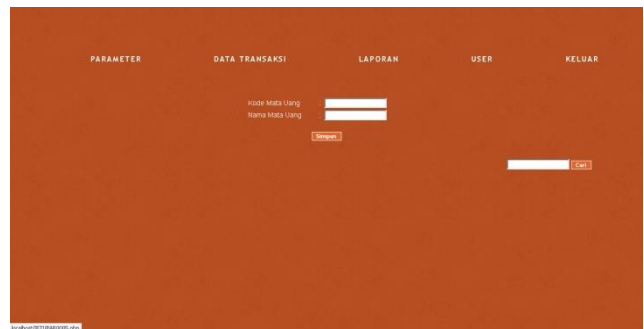 PARAMETER DATA TRANSAKSI LAPORAN USER KELUAR
Kode Mata Uang :
Nama Mata Uang :
Simpan
Cari